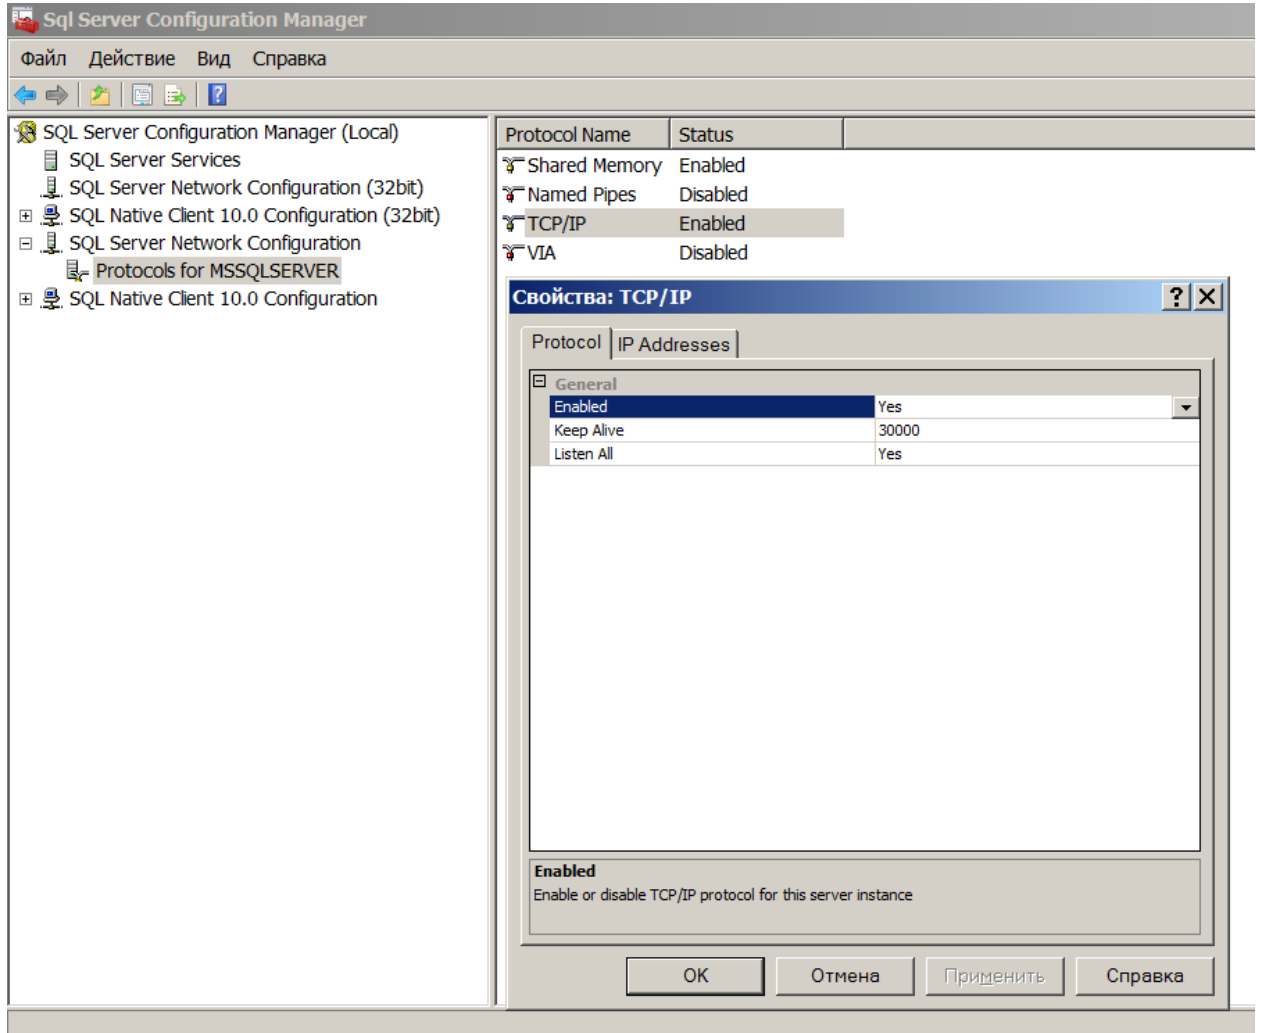 Sql Server Configuration Manager
Файл Действие Вид Справка
SQL Server Configuration Manager (Local)
SQL Server Services
SQL Server Network Configuration (32bit)
SQL Native Client 10.0 Configuration (32bit)
SQL Server Network Configuration
Protocols for MSSQLSERVER
SQL Native Client 10.0 Configuration
Protocol Name Status
Shared Memory Enabled
Named Pipes Disabled
TCP/IP Enabled
VIA Disabled
Свойства: TCP/IP
Protocol IP Addresses
General
Enabled Yes
Keep Alive 30000
Listen All Yes
Enabled
Enable or disable TCP/IP protocol for this server instance
OK Отмена Применить Справка